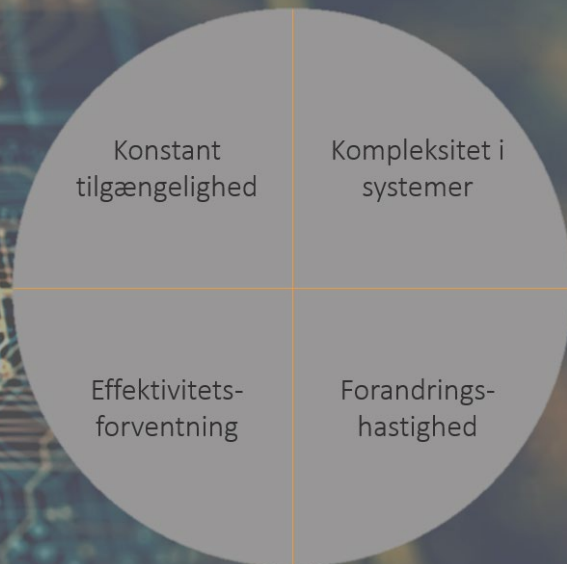 Konstant
tilgængelighed
Kompleksitet i
systemer
Effektivitets-
forventning
Forandrings-
hastighed